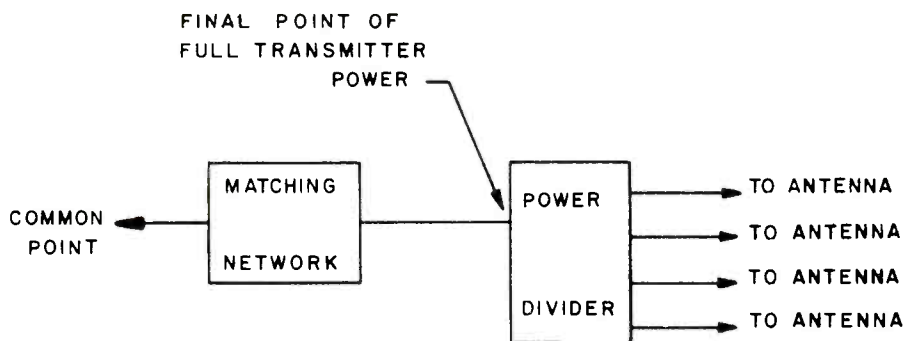 FINAL POINT OF
FULL TRANSMITTER
POWER
MATCHING
NETWORK
COMMON
POINT
POWER
DIVIDER
TO ANTENNA
TO ANTENNA
TO ANTENNA
TO ANTENNA